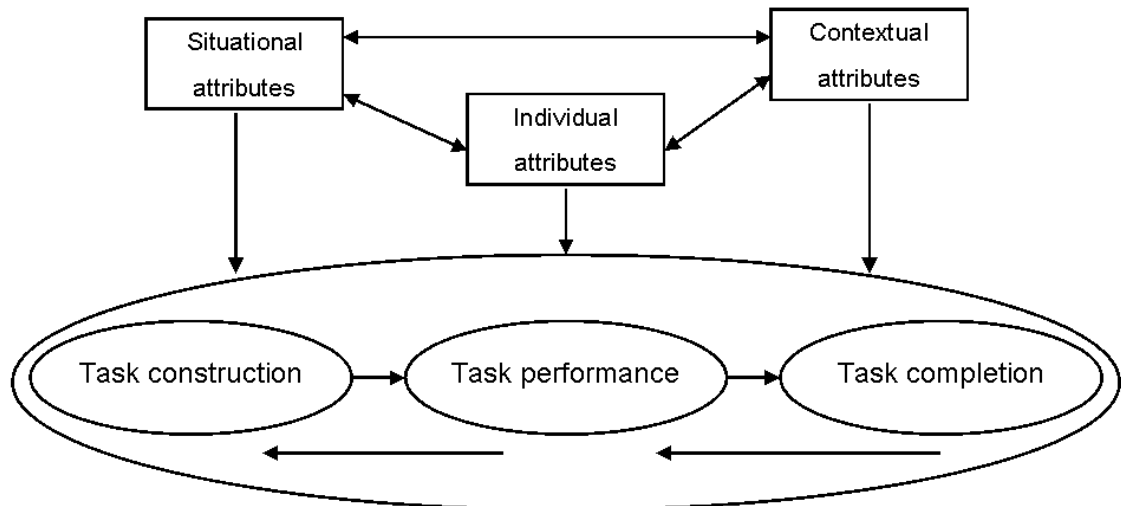 Situational
attributes
Contextual
attributes
Individual
attributes
Task construction
Task performance
Task completion